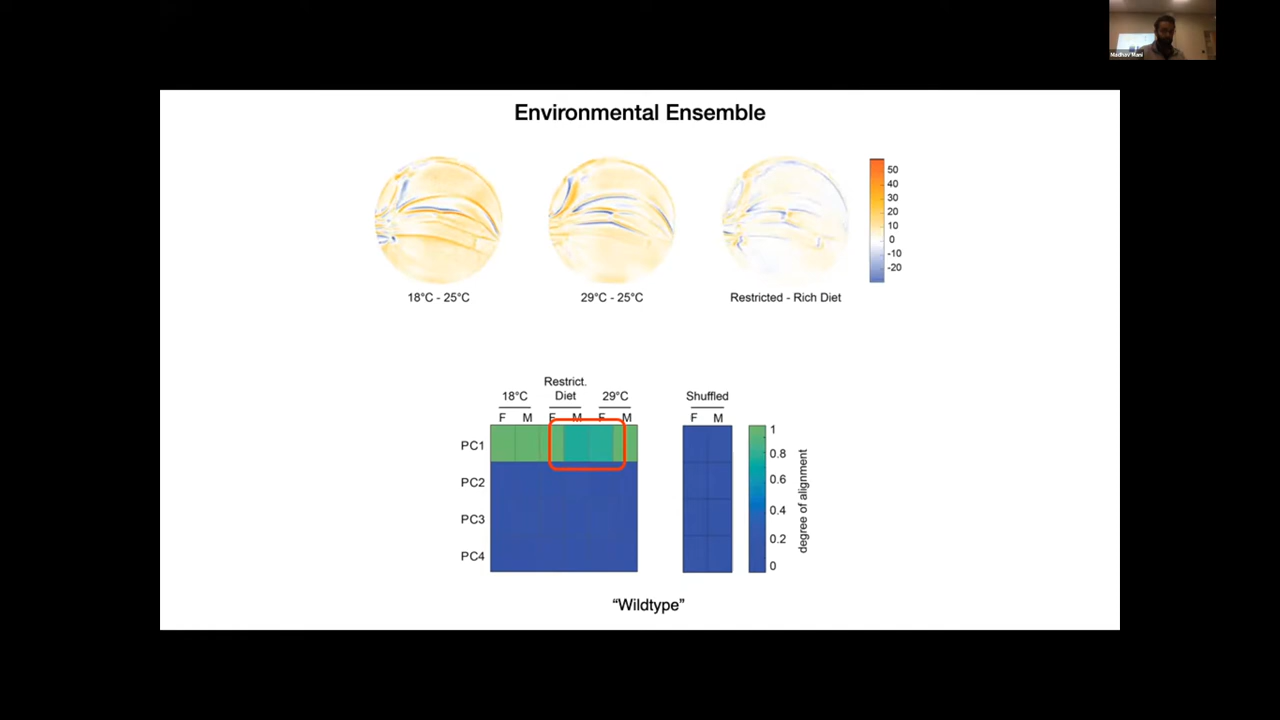 Madhav Mani
Environmental Ensemble
50
40
30
20
10
0
-10
-20
18°C - 25°C
29°C - 25°C
Restricted - Rich Diet
Restrict.
18°C Diet 29°C
Shuffled
F M F M F M
F M
PC1
PC2
PC3
PC4
1
0.8
0.6
0.4
0.2
0
degree of alignment
“Wildtype”